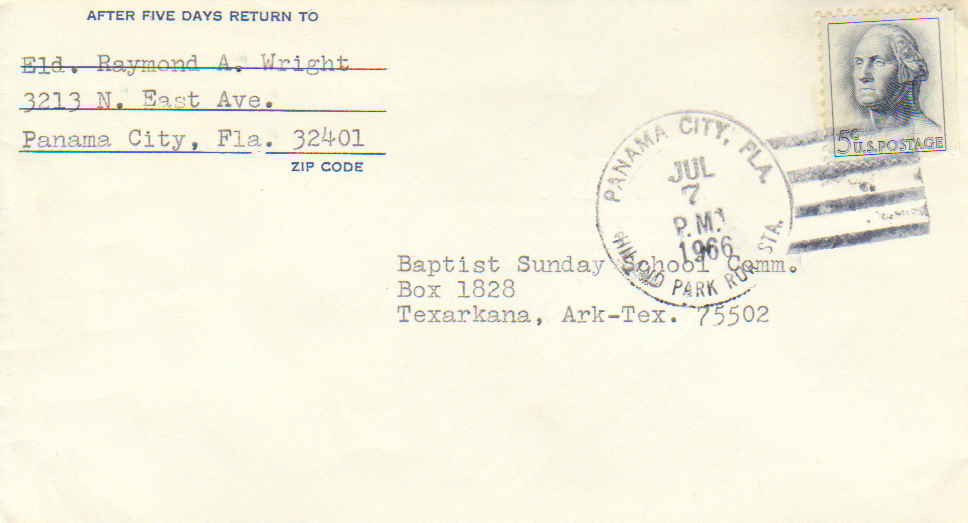 AFTER FIVE DAYS RETURN TO
Eld. Raymond A. Wright
3213 N. East Ave.
Panama City, Fla. 32401
ZIP CODE
5¢ U.S. POSTAGE
PANAMA CITY, FLA.
JUL
7
P.M.
1966
PARK STA.
Baptist Sunday School Comm.
Box 1828
Texarkana, Ark-Tex. 75502